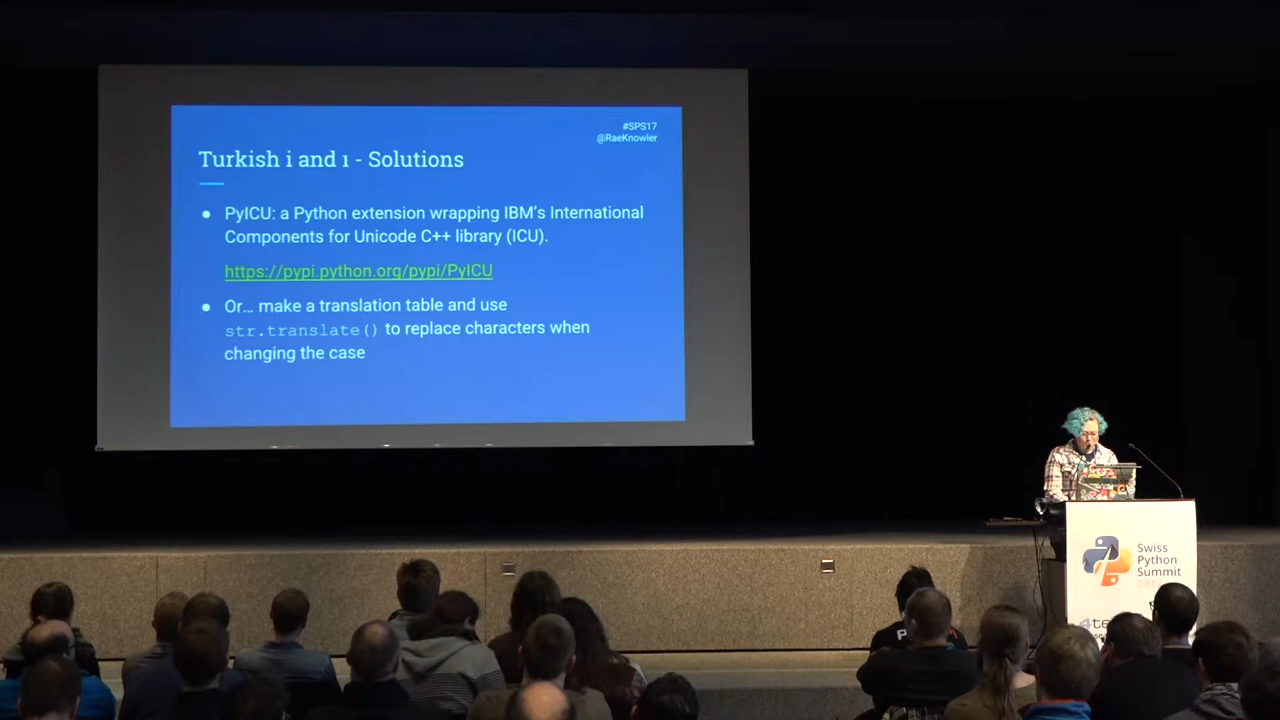 #SPS17
@RaeKnowler
Turkish i and ı - Solutions
● PyICU: a Python extension wrapping IBM's International
Components for Unicode C++ library (ICU).
https://pypi.python.org/pypi/PyICU
● Or… make a translation table and use
str.translate() to replace characters when
changing the case
Swiss
Python
Summit